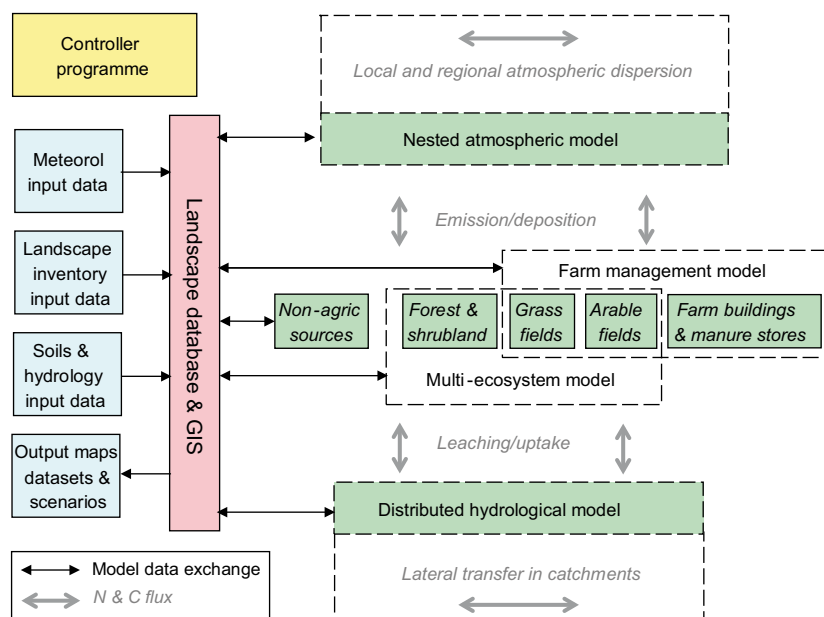 Controller
programme
Local and regional atmospheric dispersion
Nested atmospheric model
Meteorol
input data
Landscape
inventory
input data
Soils &
hydrology
input data
Output maps
datasets &
scenarios
Landscape database & GIS
Emission/deposition
Farm management model
Non-agric
sources
Forest &
shrubland
Grass
fields
Arable
fields
Farm buildings
& manure stores
Multi-ecosystem model
Leaching/uptake
Distributed hydrological model
Lateral transfer in catchments
Model data exchange
N & C flux